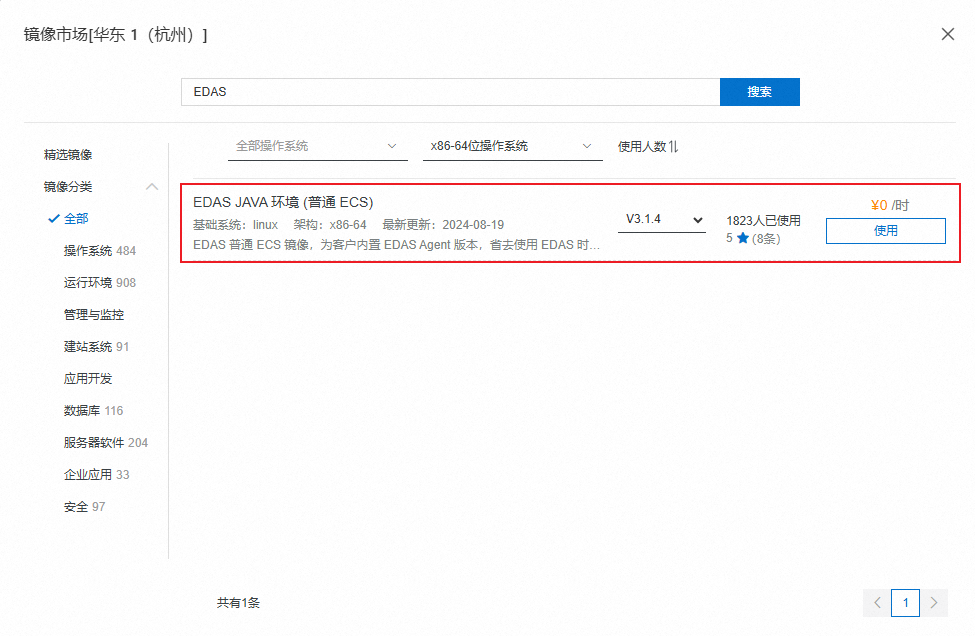 镜像市场[华东 1（杭州）]
EDAS
搜索
全部操作系统
x86-64位操作系统
使用人数
精选镜像
镜像分类
全部
操作系统 484
运行环境 908
管理与监控
建站系统 91
应用开发
数据库 116
服务器软件 204
企业应用 33
安全 97
EDAS JAVA 环境 (普通 ECS)
基础系统：linux 架构：x86-64 最新更新：2024-08-19
EDAS 普通 ECS 镜像，为客户内置 EDAS Agent 版本，省去使用 EDAS 时…
V3.1.4
1823人已使用
5 (8条)
¥0 /时
使用
共有1条
1